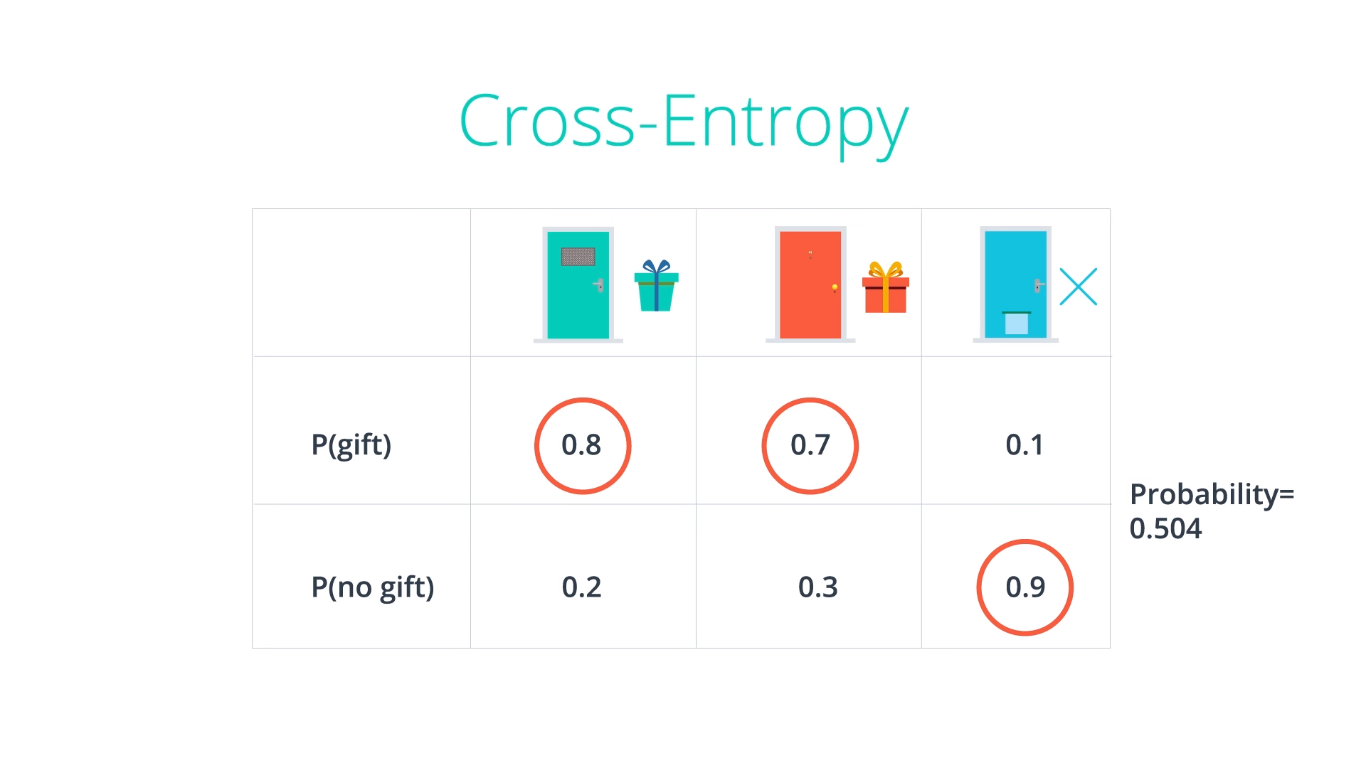 Cross-Entropy
P(gift) 0.8 0.7 0.1
Probability=
0.504
P(no gift) 0.2 0.3 0.9